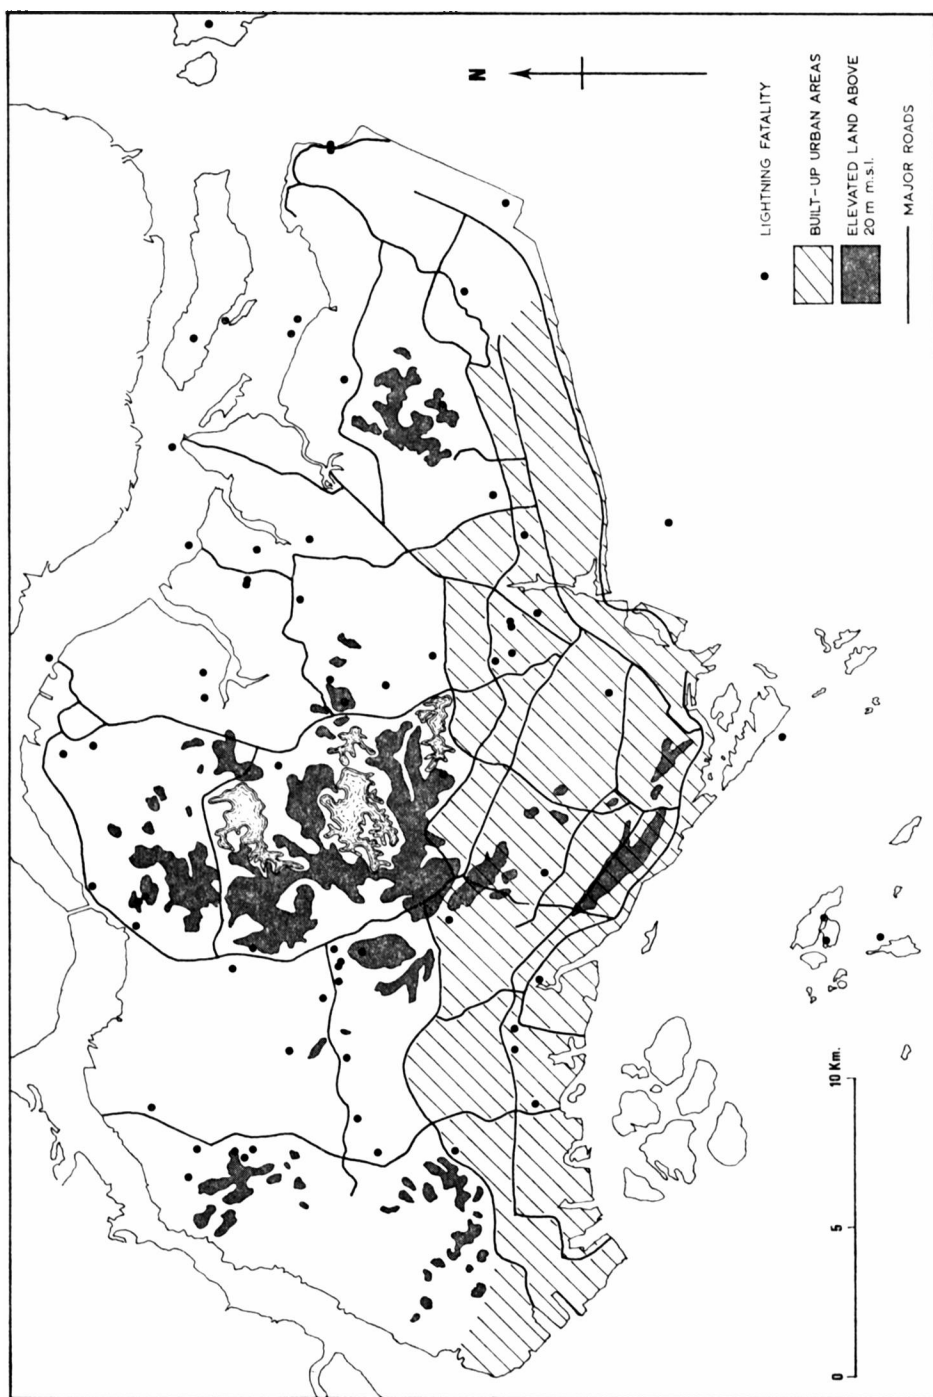 N
LIGHTNING FATALITY
BUILT-UP URBAN AREAS
ELEVATED LAND ABOVE
20 m m.s.l.
MAJOR ROADS
0 5 10 Km.